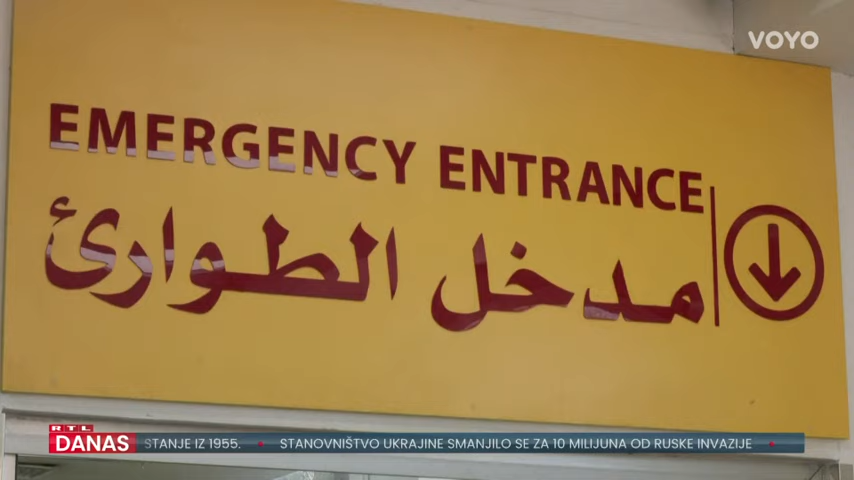 VOYO
EMERGENCY ENTRANCE
مدخل الطوارئ
RTL
DANAS
STANJE IZ 1955. • STANOVNIŠTVO UKRAJINE SMANJILO SE ZA 10 MILIJUNA OD RUSKE INVAZIJE •